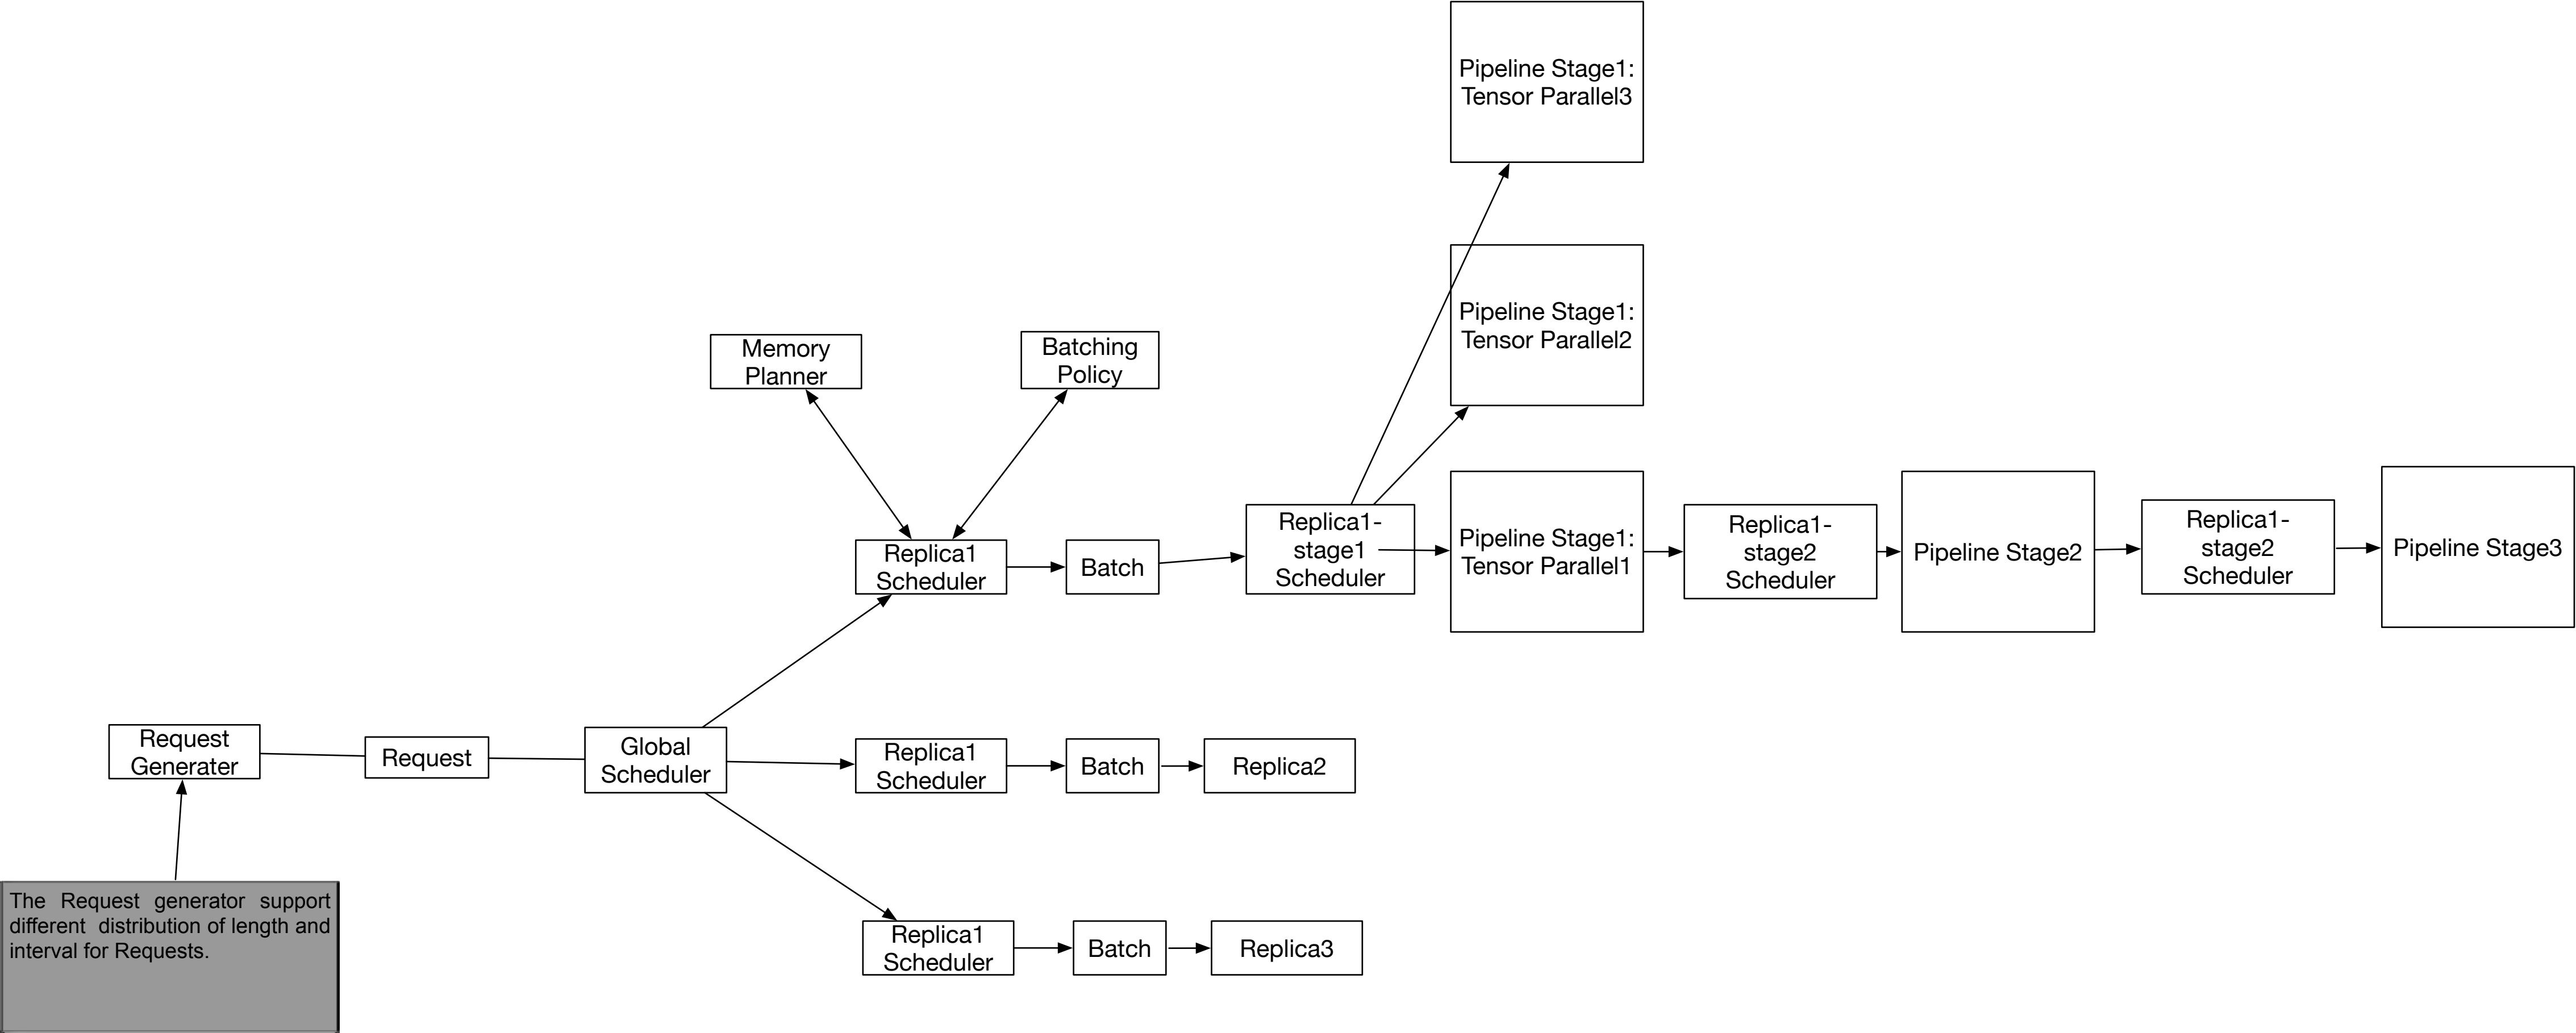 Pipeline Stage1:
Tensor Parallel3
Pipeline Stage1:
Tensor Parallel2
Memory
Planner
Batching
Policy
Replica1
Scheduler
Batch
Replica1-
stage1
Scheduler
Pipeline Stage1:
Tensor Parallel1
Replica1-
stage2
Scheduler
Pipeline Stage2
Replica1-
stage2
Scheduler
Pipeline Stage3
Request
Generater
Request
Global
Scheduler
Replica1
Scheduler
Batch
Replica2
The Request generator support
different distribution of length and
interval for Requests.
Replica1
Scheduler
Batch
Replica3